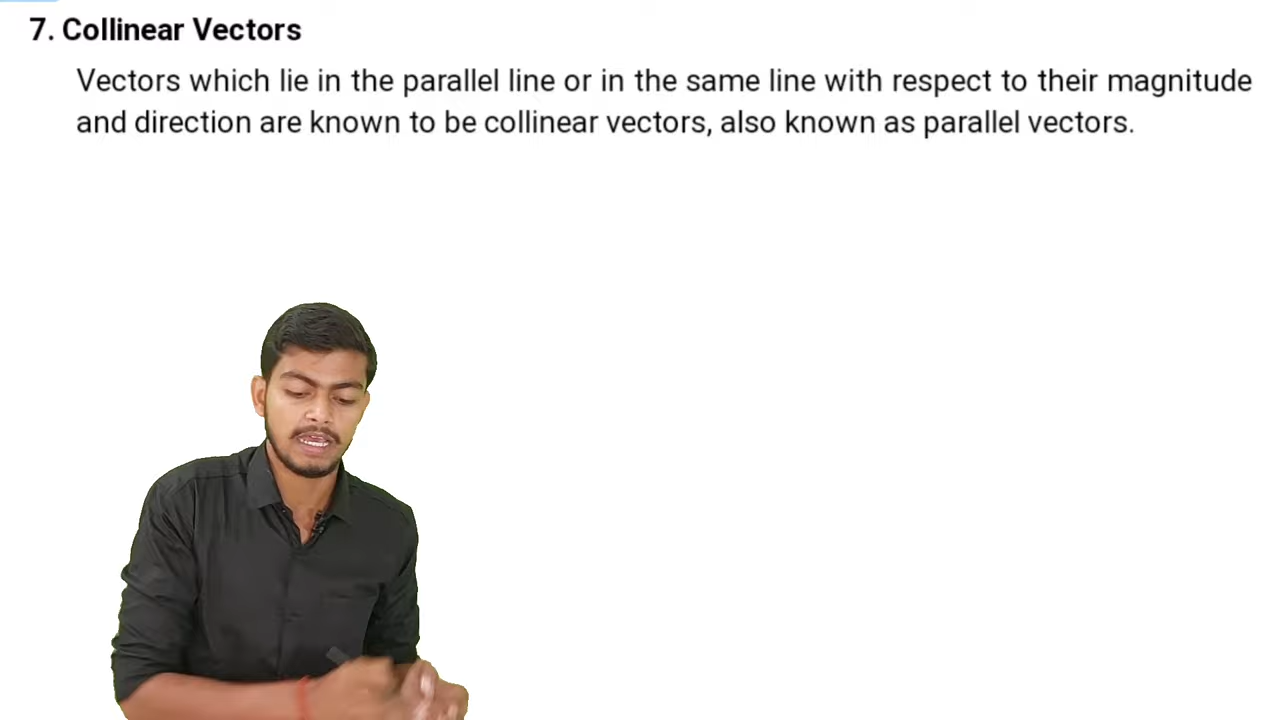 7. Collinear Vectors
Vectors which lie in the parallel line or in the same line with respect to their magnitude
and direction are known to be collinear vectors, also known as parallel vectors.